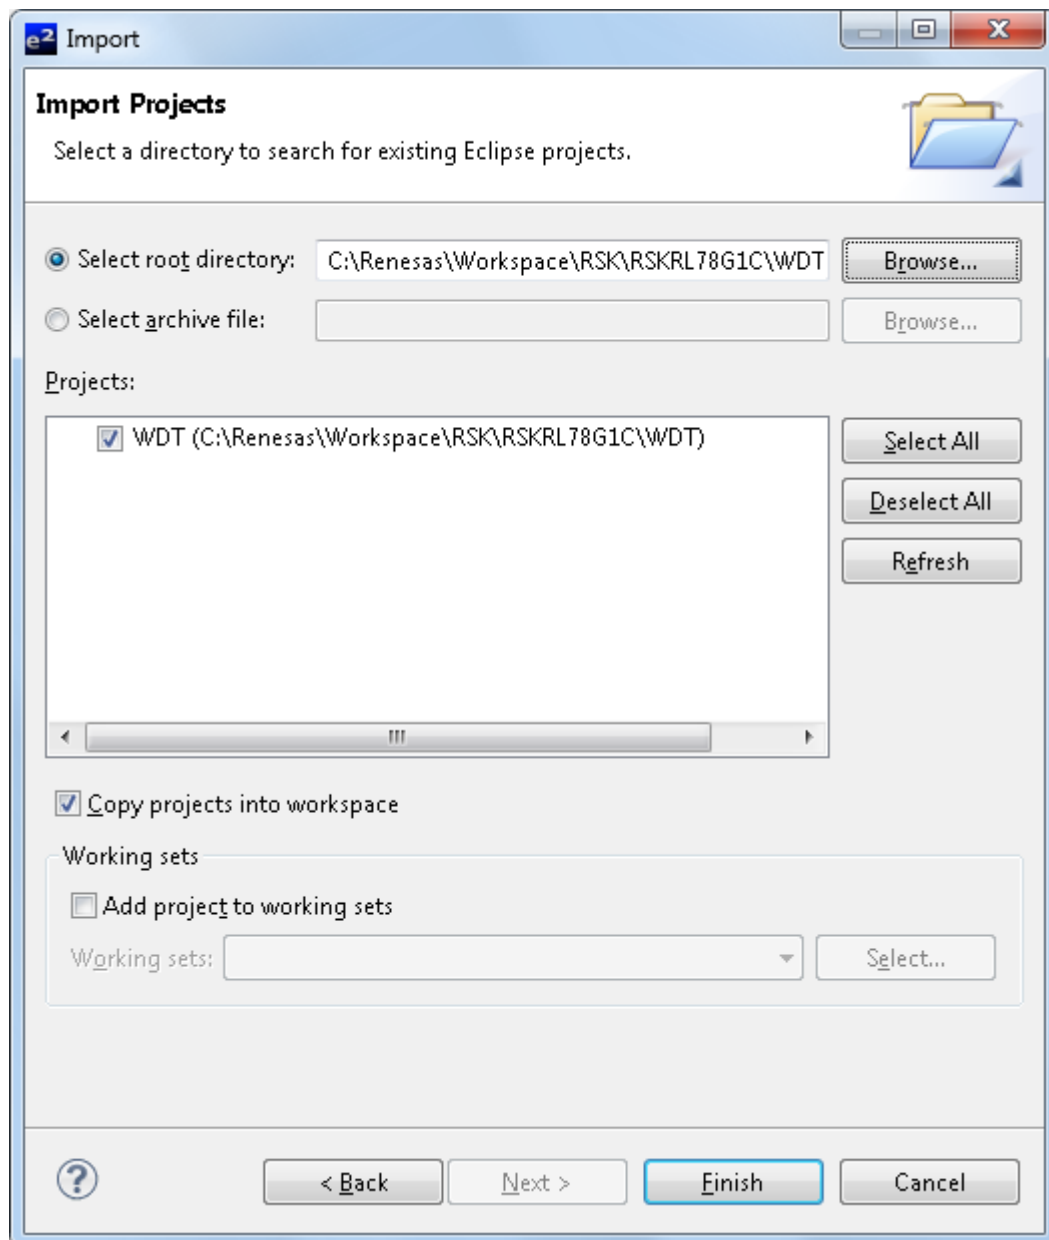 e² Import
Import Projects
Select a directory to search for existing Eclipse projects.
Select root directory: C:\Renesas\Workspace\RSK\RSKRL78G1C\WDT Browse...
Select archive file: Browse...
Projects:
WDT (C:\Renesas\Workspace\RSK\RSKRL78G1C\WDT)
Select All
Deselect All
Refresh
Copy projects into workspace
Working sets
Add project to working sets
Working sets: Select...
? < Back Next > Finish Cancel